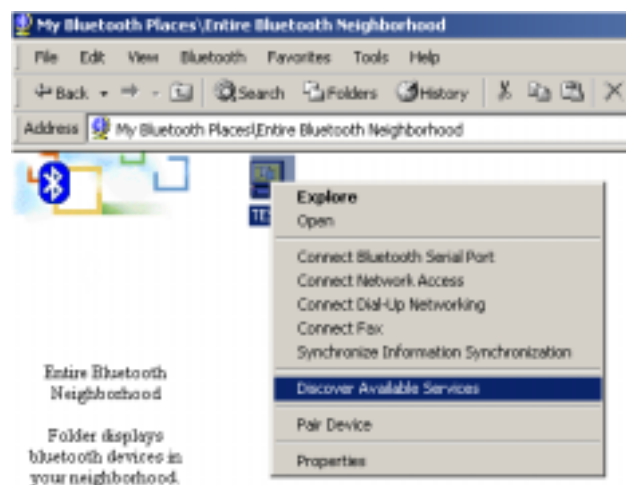 My Bluetooth Places\Entire Bluetooth Neighborhood
File Edit View Bluetooth Favorites Tools Help
Back Search Folders History
Address My Bluetooth Places\Entire Bluetooth Neighborhood
Explore
Open
Connect Bluetooth Serial Port
Connect Network Access
Connect Dial-Up Networking
Connect Fax
Synchronize Information Synchronization
Discover Available Services
Pair Device
Properties
Entire Bluetooth
Neighborhood
Folder displays
bluetooth devices in
your neighborhood.